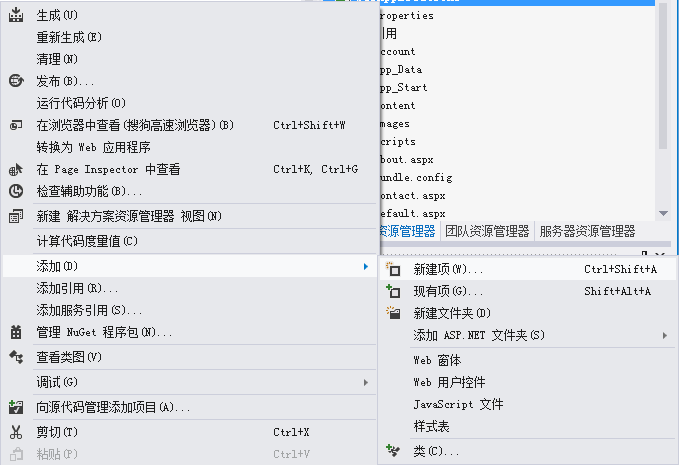 生成(U)
重新生成(E)
清理(N)
发布(B)...
运行代码分析(O)
在浏览器中查看(搜狗高速浏览器)(B) Ctrl+Shift+W
转换为 Web 应用程序
在 Page Inspector 中查看 Ctrl+K, Ctrl+G
检查辅助功能(B)...
新建 解决方案资源管理器 视图(N)
计算代码度量值(C)
添加(D)
添加引用(R)...
添加服务引用(S)...
管理 NuGet 程序包(N)...
查看类图(V)
调试(G)
向源代码管理添加项目(A)...
剪切(T) Ctrl+X
粘贴(P) Ctrl+V
roperties
引用
ccount
pp_Data
pp_Start
ontent
mages
cripts
bout.aspx
undle.config
ontact.aspx
efault.aspx
资源管理器 团队资源管理器 服务器资源管理器
新建项(W)... Ctrl+Shift+A
现有项(G)... Shift+Alt+A
新建文件夹(D)
添加 ASP.NET 文件夹(S)
Web 窗体
Web 用户控件
JavaScript 文件
样式表
类(C)...